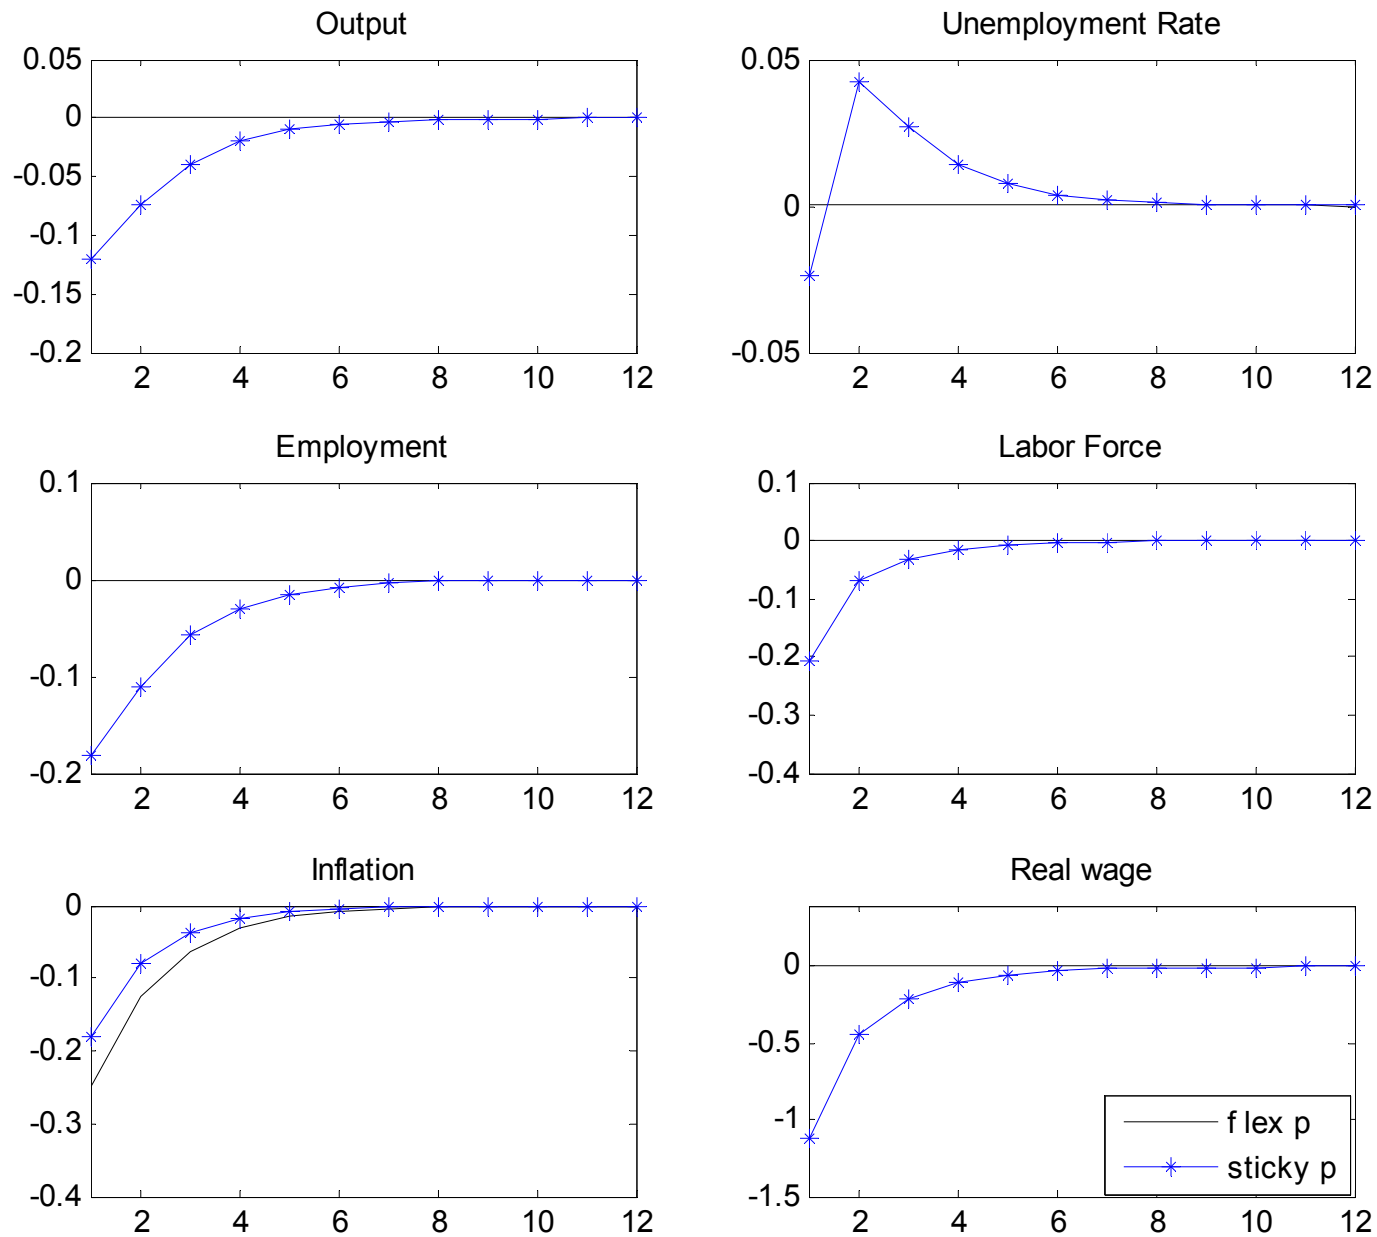 Output
0.05
0
-0.05
-0.1
-0.15
-0.2
2 4 6 8 10 12
Unemployment Rate
0.05
0
-0.05
2 4 6 8 10 12
Employment
0.1
0
-0.1
-0.2
2 4 6 8 10 12
Labor Force
0.1
0
-0.1
-0.2
-0.3
-0.4
2 4 6 8 10 12
Inflation
0
-0.1
-0.2
-0.3
-0.4
2 4 6 8 10 12
Real wage
0
-0.5
-1
-1.5
2 4 6 8 10 12
f lex p
sticky p